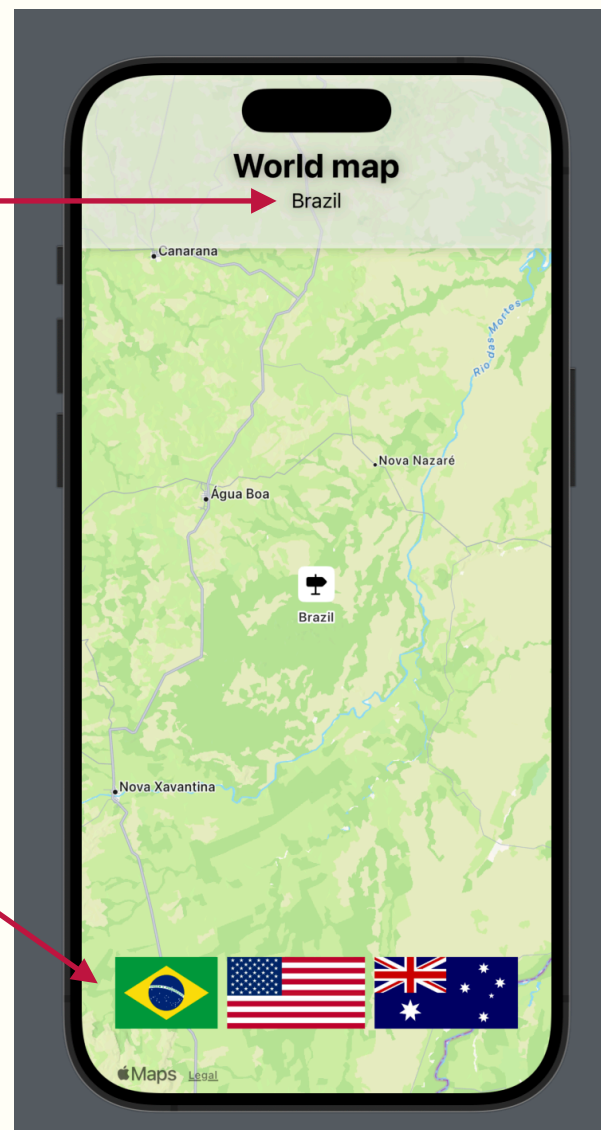 World map
Brazil
Canarana
Rio das Mortes
Nova Nazaré
Água Boa
Brazil
Nova Xavantina
Maps Legal